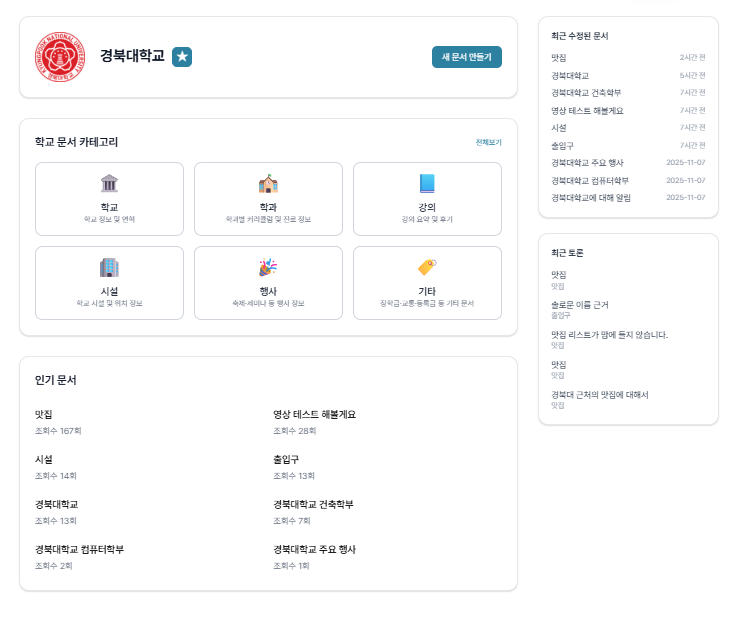 경북대학교
새 문서 만들기
학교 문서 카테고리
전체보기
학교
학교 정보 및 연혁
학과
학과별 커리큘럼 및 진로 정보
강의
강의 요약 및 후기
시설
학교 시설 및 위치 정보
행사
축제·세미나 등 행사 정보
기타
장학금·교통·등록금 등 기타 문서
인기 문서
맛집
조회수 167회
영상 테스트 해볼게요
조회수 28회
시설
조회수 14회
출입구
조회수 13회
경북대학교
조회수 13회
경북대학교 건축학부
조회수 7회
경북대학교 컴퓨터학부
조회수 2회
경북대학교 주요 행사
조회수 1회
최근 수정된 문서
맛집 2시간 전
경북대학교 5시간 전
경북대학교 건축학부 7시간 전
영상 테스트 해볼게요 7시간 전
시설 7시간 전
출입구 7시간 전
경북대학교 주요 행사 2025-11-07
경북대학교 컴퓨터학부 2025-11-07
경북대학교에 대해 알림 2025-11-07
최근 토론
맛집
맛집
솔로문 이름 근거
출입구
맛집 리스트가 맘에 들지 않습니다.
맛집
맛집
맛집
경북대 근처의 맛집에 대해서
맛집